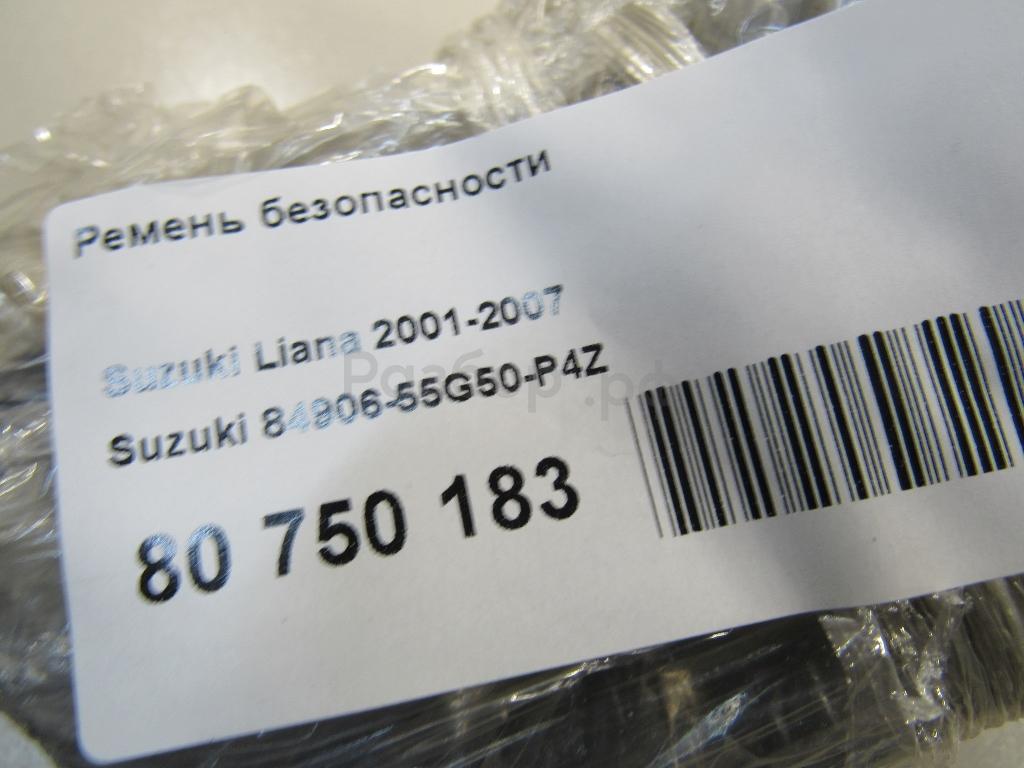 Ремень безопасности
Suzuki Liana 2001-2007
Suzuki 84906-55G50-P4Z
80 750 183